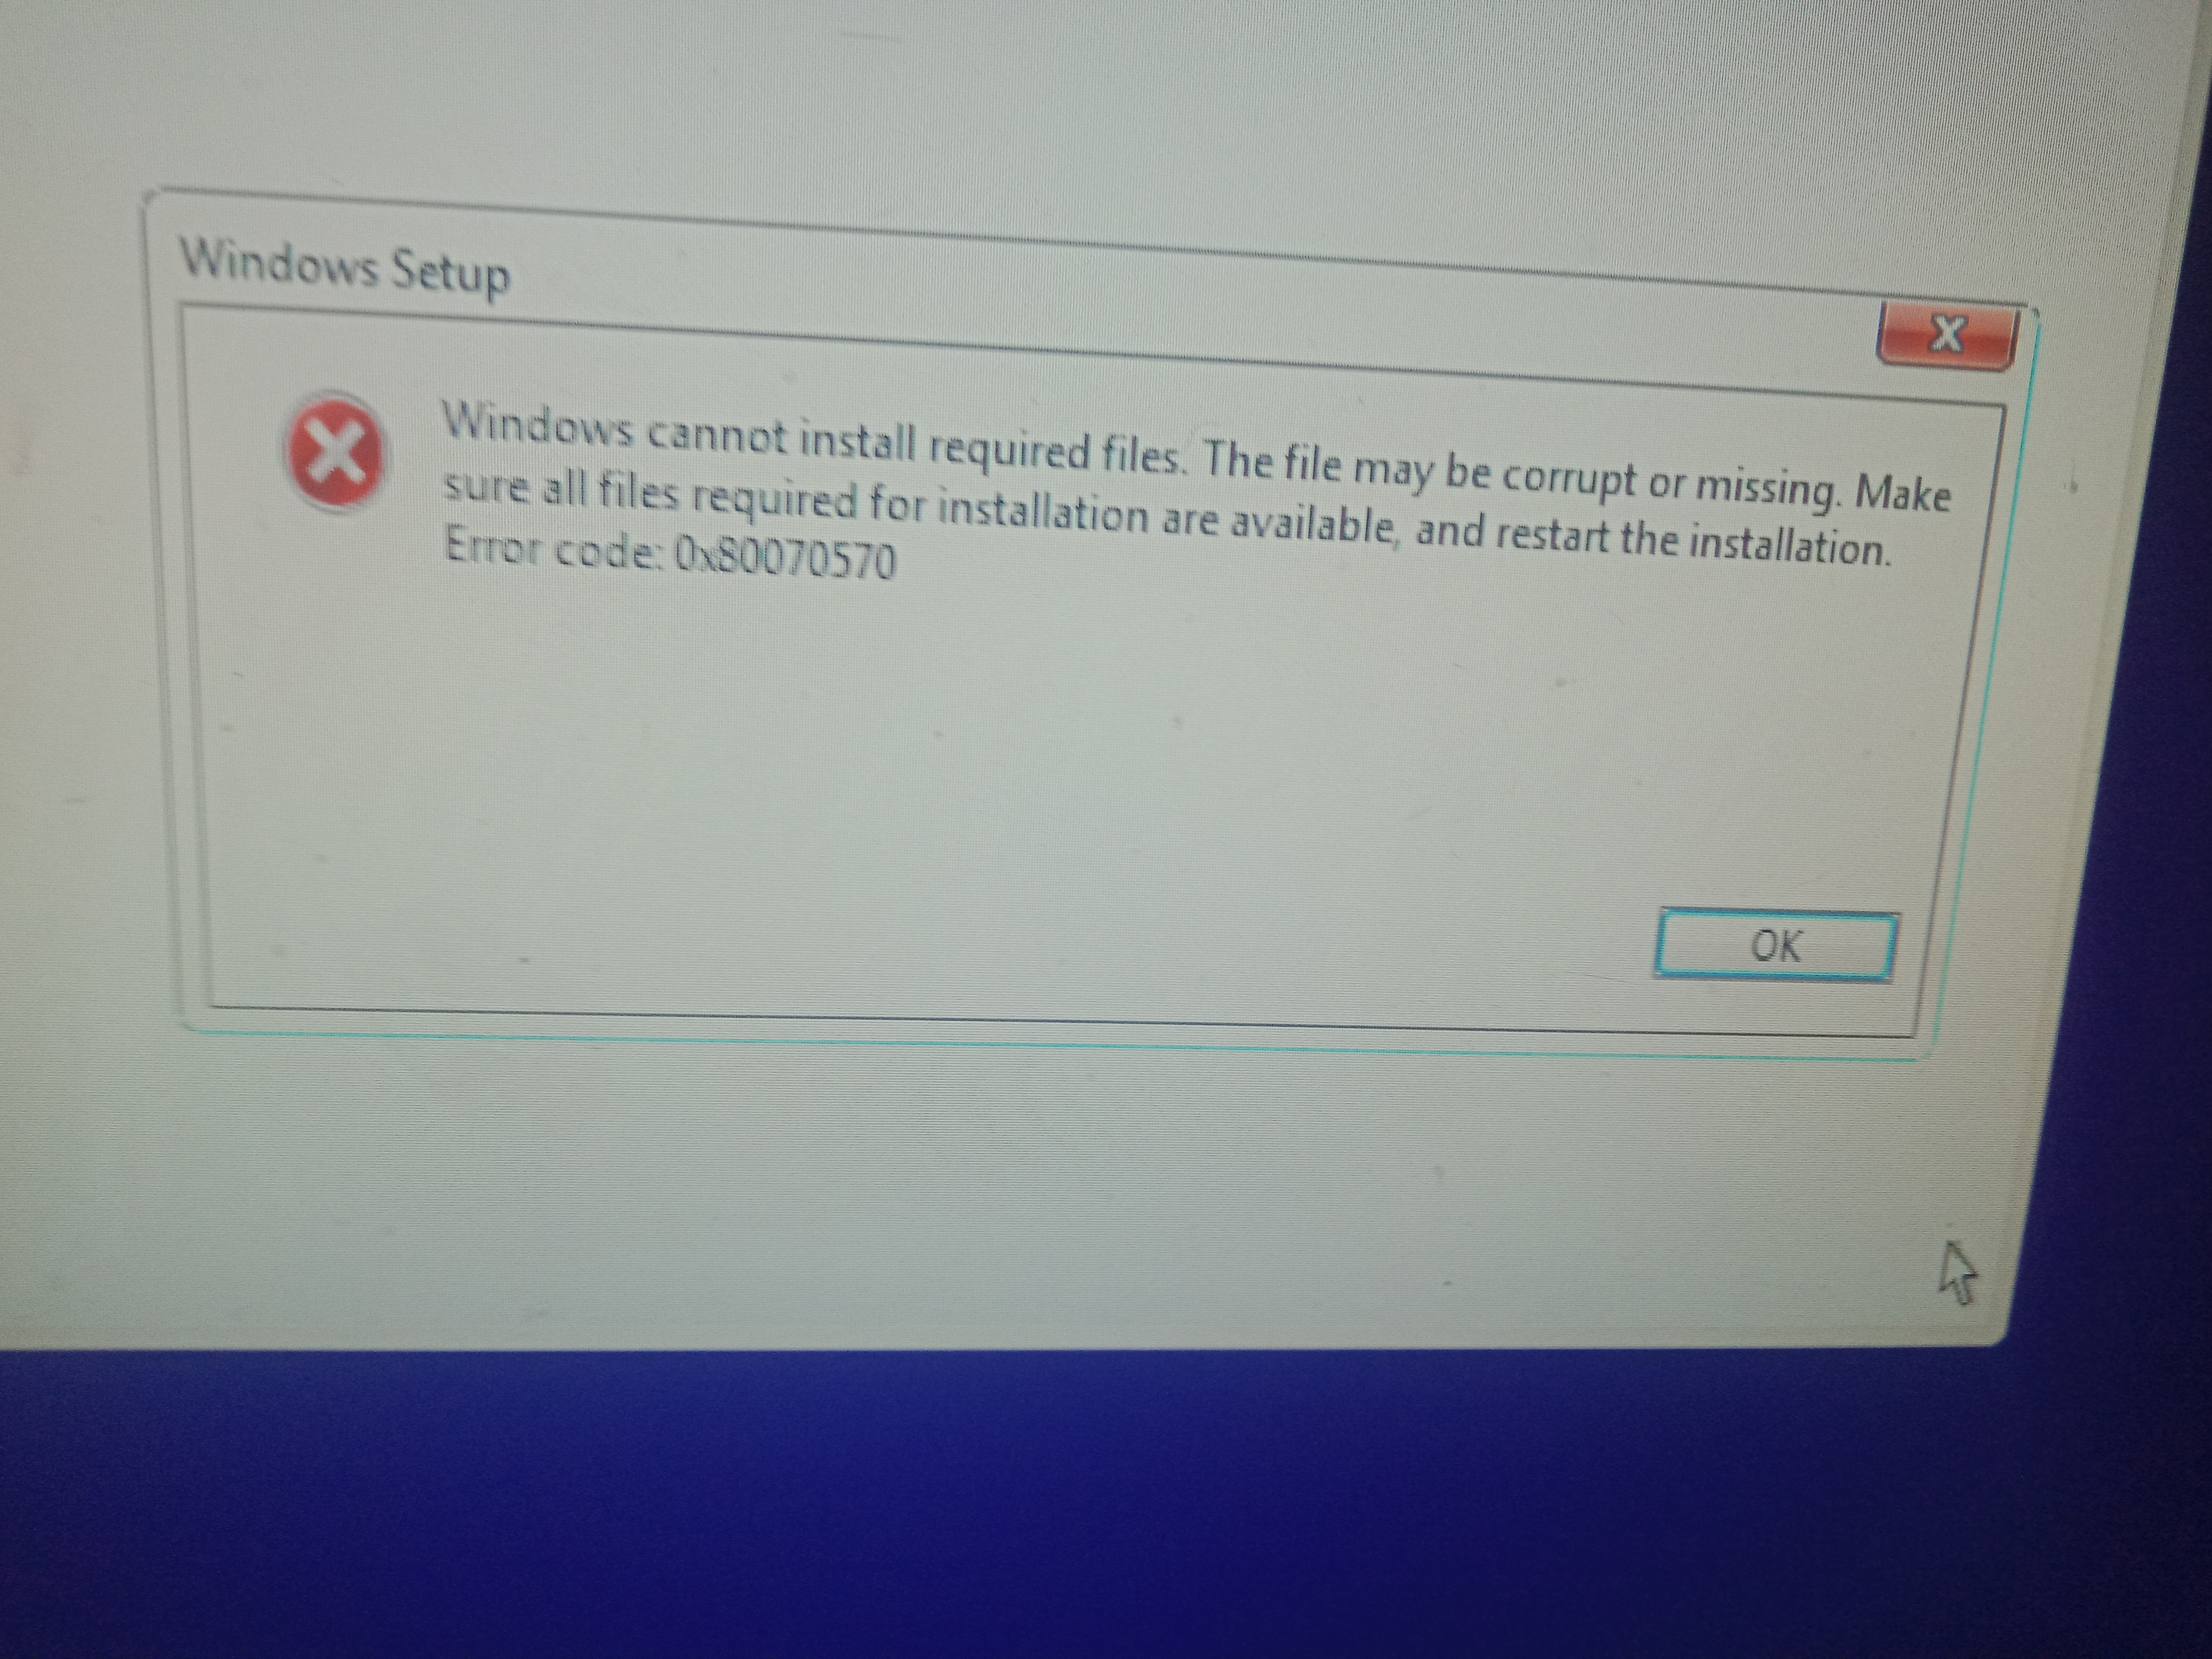 Windows Setup
Windows cannot install required files. The file may be corrupt or missing. Make
sure all files required for installation are available, and restart the installation.
Error code: 0x80070570
OK